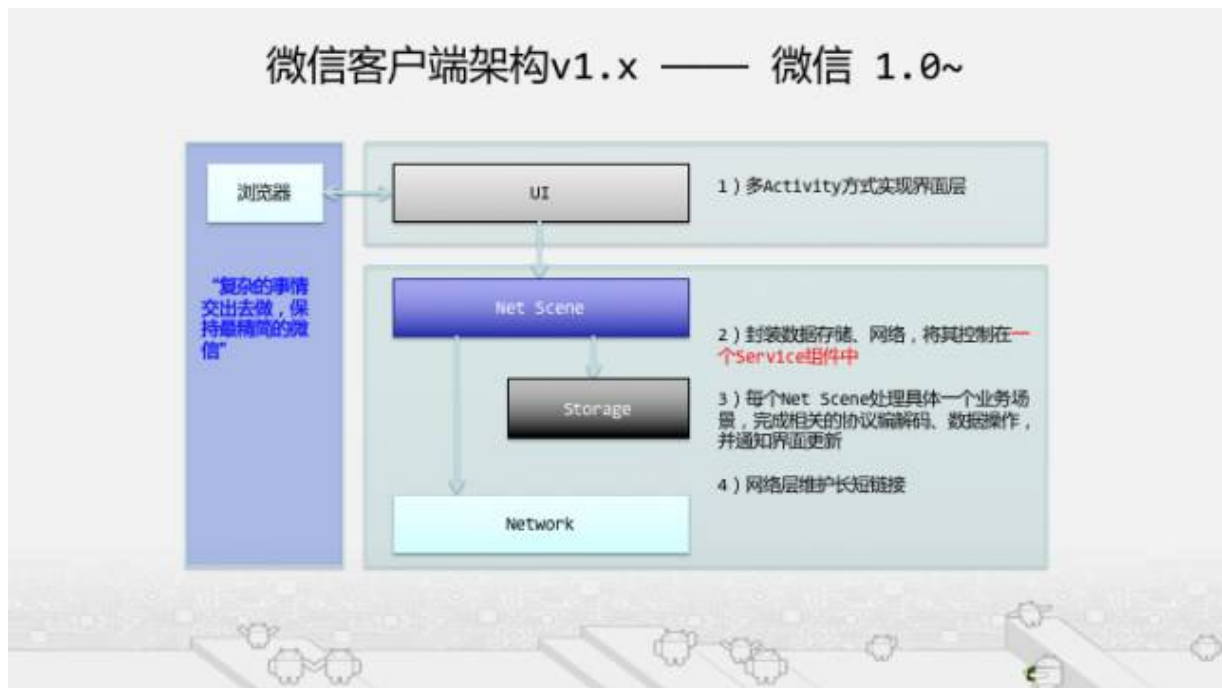 微信客户端架构v1.x —— 微信 1.0~
浏览器
“复杂的事情
交出去做，保
持最精简的微
信”
UI
1）多Activity方式实现界面层
Net Scene
Storage
Network
2）封装数据存储、网络，将其控制在一
个Service组件中
3）每个Net Scene处理具体一个业务场
景，完成相关的协议编解码、数据操作，
并通知界面更新
4）网络层维护长短链接